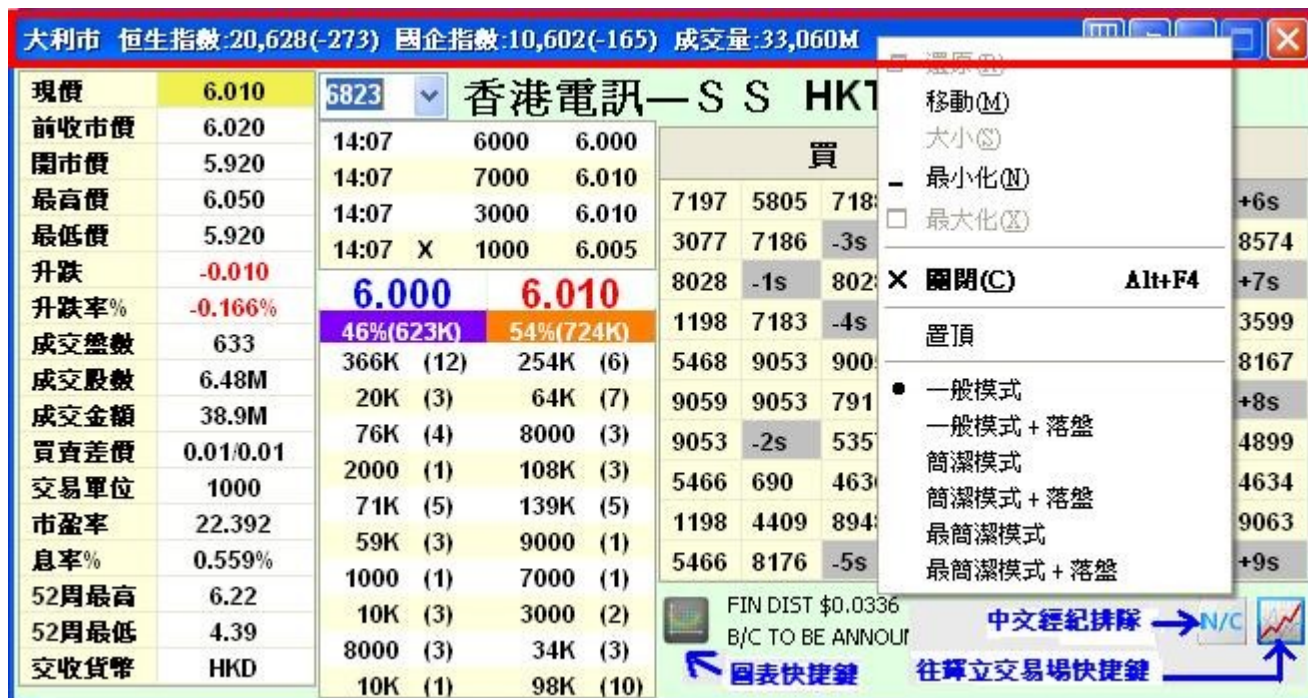 大利市 恒生指數:20,628(-273) 國企指數:10,602(-165) 成交量:33,060M
現價 6.010
前收市價 6.020
開市價 5.920
最高價 6.050
最低價 5.920
升跌 -0.010
升跌率% -0.166%
成交盤數 633
成交股數 6.48M
成交金額 38.9M
買賣差價 0.01/0.01
交易單位 1000
市盈率 22.392
息率% 0.559%
52周最高 6.22
52周最低 4.39
交收貨幣 HKD
6823 香港電訊—SS HKT
14:07 6000 6.000
14:07 7000 6.010
14:07 3000 6.010
14:07 X 1000 6.005
6.000 6.010
46%(623K) 54%(724K)
366K (12) 254K (6)
20K (3) 64K (7)
76K (4) 8000 (3)
2000 (1) 108K (3)
71K (5) 139K (5)
59K (3) 9000 (1)
1000 (1) 7000 (1)
10K (3) 3000 (2)
8000 (3) 34K (3)
10K (1) 98K (10)
買
7197 5805 718
3077 7186 -3s
8028 -1s 802
1198 7183 -4s
5468 9053 900
9059 9053 791
9053 -2s 535
5466 690 463
1198 4409 894
5466 8176 -5s
還原(R)
移動(M)
大小(S)
最小化(N)
最大化(X)
關閉(C) Alt+F4
置頂
一般模式
一般模式 + 落盤
簡潔模式
簡潔模式 + 落盤
最簡潔模式
最簡潔模式 + 落盤
+6s
8574
+7s
3599
8167
+8s
4899
4634
9063
+9s
FIN DIST $0.0336
B/C TO BE ANNOU
中文經紀排隊 N/C
圖表快捷鍵
往輝立交易場快捷鍵